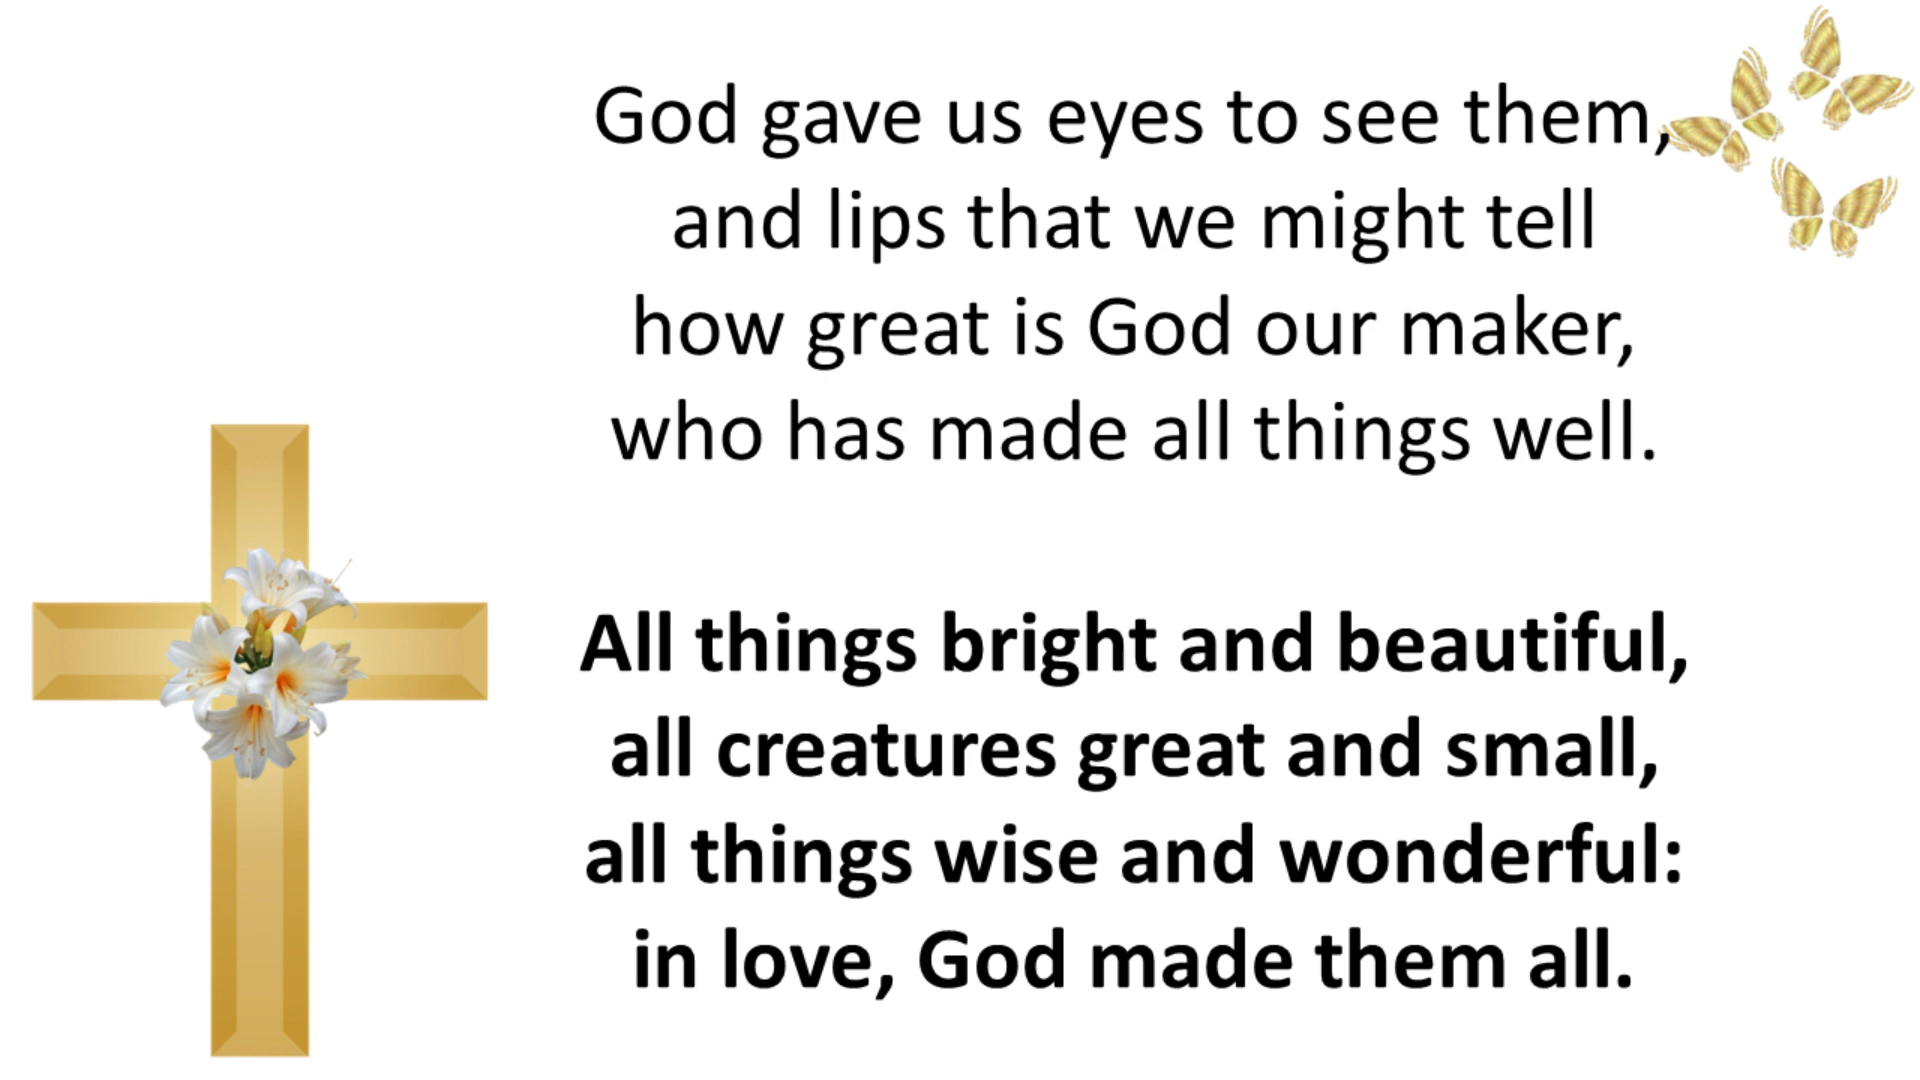 God gave us eyes to see them,
and lips that we might tell
how great is God our maker,
who has made all things well.
All things bright and beautiful,
all creatures great and small,
all things wise and wonderful:
in love, God made them all.